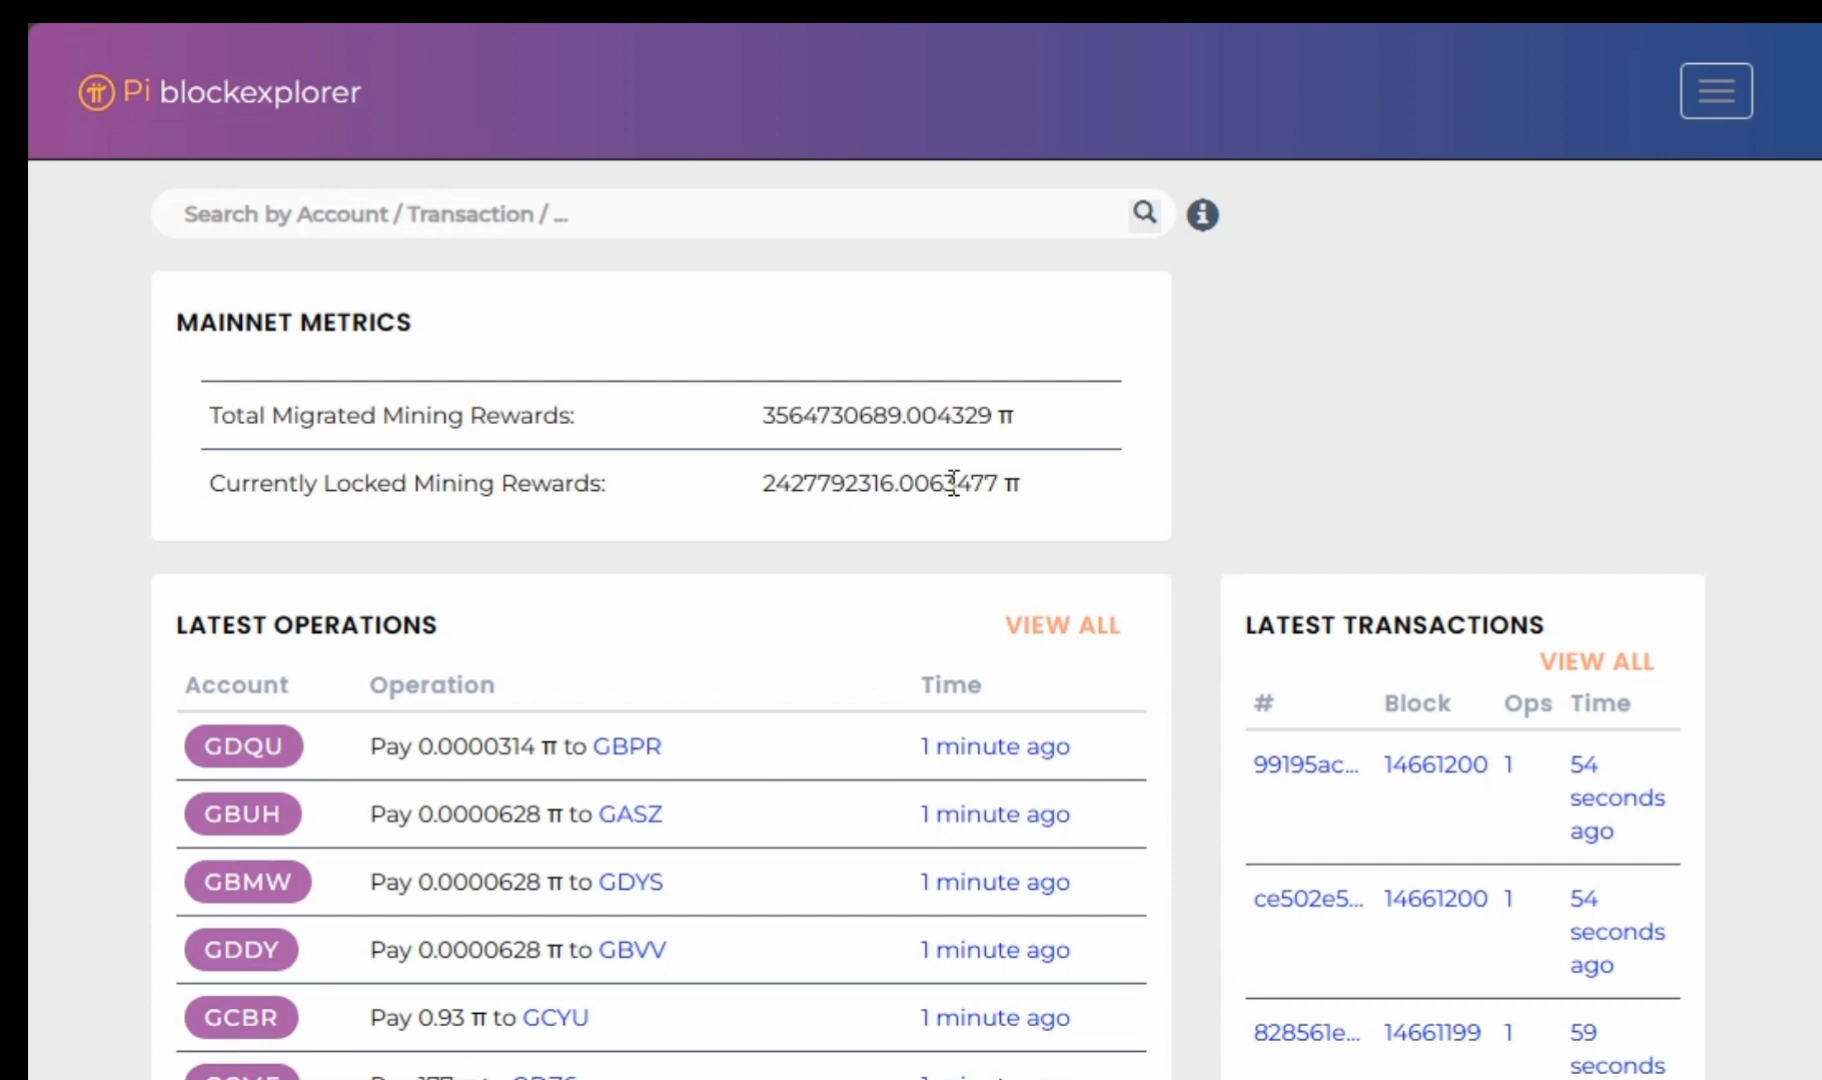 Pi blockexplorer
Search by Account / Transaction / ...
MAINNET METRICS
Total Migrated Mining Rewards: 3564730689.004329 π
Currently Locked Mining Rewards: 2427792316.0063477 π
LATEST OPERATIONS VIEW ALL
Account Operation Time
GDQU Pay 0.0000314 π to GBPR 1 minute ago
GBUH Pay 0.0000628 π to GASZ 1 minute ago
GBMW Pay 0.0000628 π to GDYS 1 minute ago
GDDY Pay 0.0000628 π to GBVV 1 minute ago
GCBR Pay 0.93 π to GCYU 1 minute ago
LATEST TRANSACTIONS
VIEW ALL
# Block Ops Time
99195ac... 14661200 1 54
seconds
ago
ce502e5... 14661200 1 54
seconds
ago
828561e... 14661199 1 59
seconds